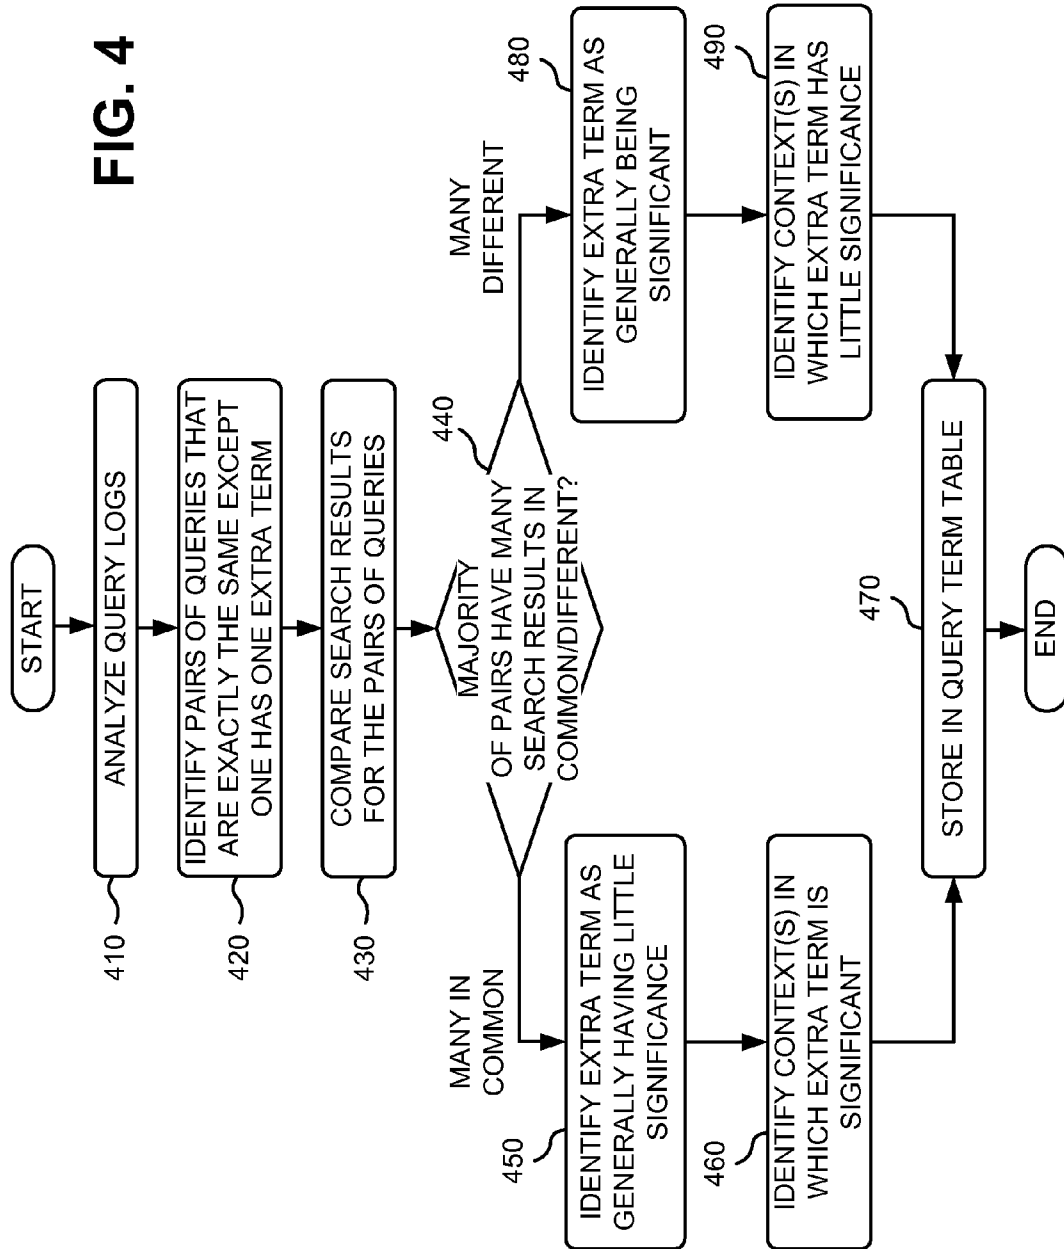 FIG. 4
START
410
ANALYZE QUERY LOGS
420
IDENTIFY PAIRS OF QUERIES THAT
ARE EXACTLY THE SAME EXCEPT
ONE HAS ONE EXTRA TERM
430
COMPARE SEARCH RESULTS
FOR THE PAIRS OF QUERIES
440
MAJORITY
OF PAIRS HAVE MANY
SEARCH RESULTS IN
COMMON/DIFFERENT?
MANY IN
COMMON
450
IDENTIFY EXTRA TERM AS
GENERALLY HAVING LITTLE
SIGNIFICANCE
460
IDENTIFY CONTEXT(S) IN
WHICH EXTRA TERM IS
SIGNIFICANT
MANY
DIFFERENT
480
IDENTIFY EXTRA TERM AS
GENERALLY BEING
SIGNIFICANT
490
IDENTIFY CONTEXT(S) IN
WHICH EXTRA TERM HAS
LITTLE SIGNIFICANCE
470
STORE IN QUERY TERM TABLE
END